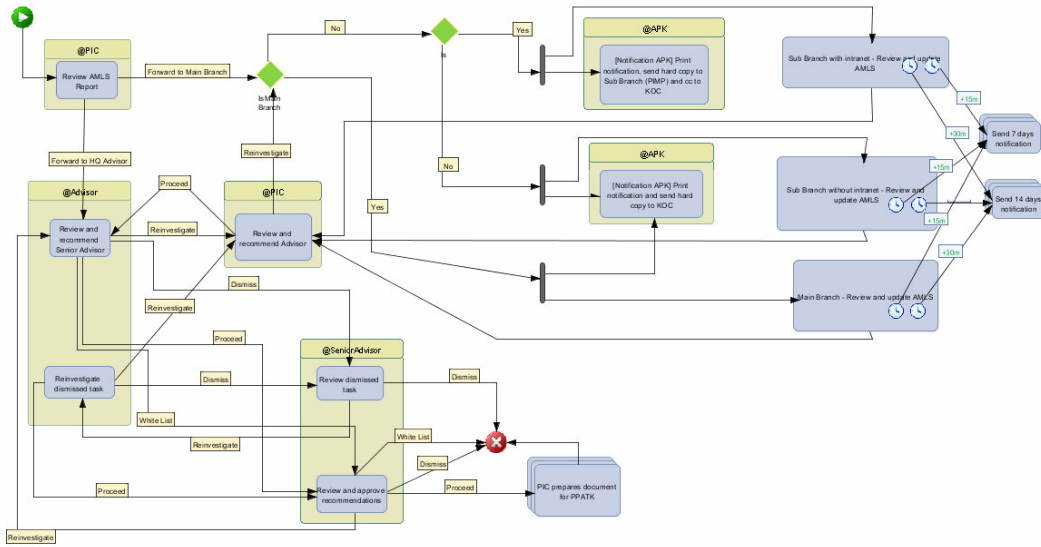 No
Yes
@PIC
@APK
Is
Review AMLS
Report
Forward to Main Branch
[Notification APK] Print
notification, send hard copy to
Sub Branch (PIMP) and cc to
KOC
Sub Branch with intranet - Review and update
AMLS
IsMain
Branch
+15m
+30m
Send 7 days
notification
Reinvestigate
No
Forward to HQ Advisor
@APK
@Advisor
Proceed
@PIC
[Notification APK] Print
notification and send hard
copy to KOC
Sub Branch without intranet - Review and
update AMLS
+15m
Send 14 days
notification
Yes
Review and
recommend
Senior Advisor
Reinvestigate
Review and
recommend Advisor
+15m
+30m
Dismiss
Main Branch - Review and update AMLS
Reinvestigate
Proceed
@SeniorAdvisor
Reinvestigate
dismissed task
Dismiss
Review dismissed
task
Dismiss
White List
Reinvestigate
White List
Dismiss
Proceed
Review and approve
recommendations
Proceed
PIC prepares document
for PPATK
Reinvestigate